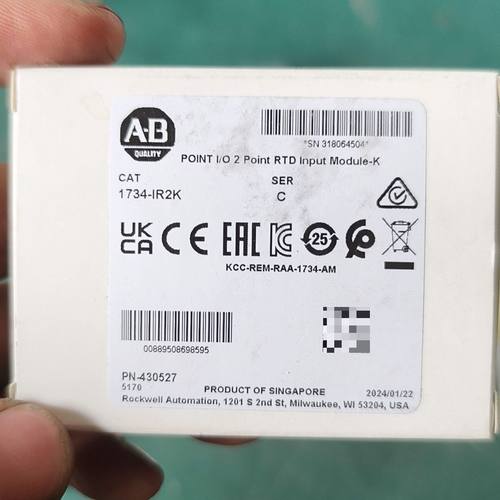 A·B
QUALITY
*SN 318064504*
POINT I/O 2 Point RTD Input Module-K
CAT
1734-IR2K
SER
C
UK
CA
CE
EAC
25
KCC-REM-RAA-1734-AM
00889508698595
PN-430527
5170
PRODUCT OF SINGAPORE
2024/01/22
Rockwell Automation, 1201 S 2nd St, Milwaukee, WI 53204, USA